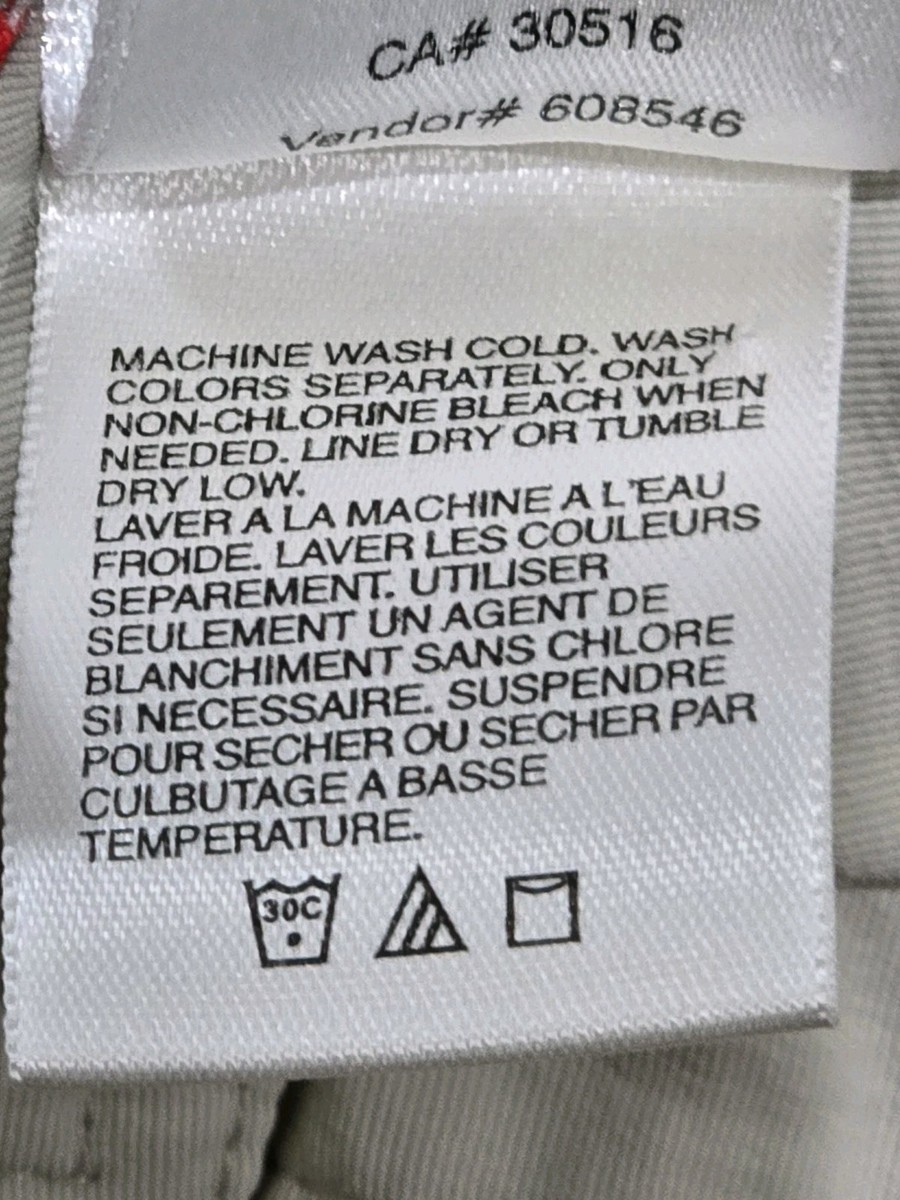 CA# 30516
Vendor# 608546
MACHINE WASH COLD. WASH
COLORS SEPARATELY. ONLY
NON-CHLORINE BLEACH WHEN
NEEDED. LINE DRY OR TUMBLE
DRY LOW.
LAVER A LA MACHINE A L'EAU
FROIDE. LAVER LES COULEURS
SEPAREMENT. UTILISER
SEULEMENT UN AGENT DE
BLANCHIMENT SANS CHLORE
SI NECESSAIRE. SUSPENDRE
POUR SECHER OU SECHER PAR
CULBUTAGE A BASSE
TEMPERATURE.
30C